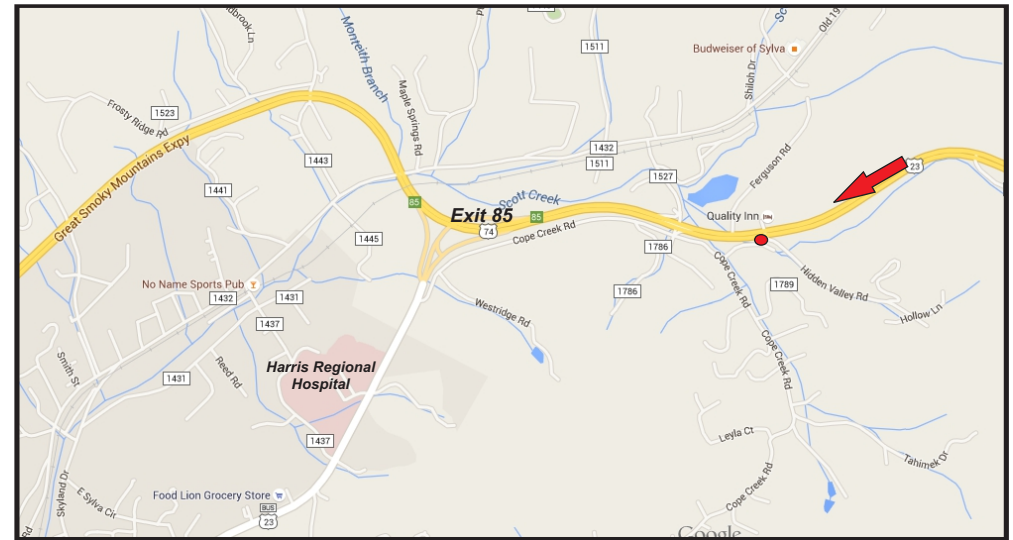 1511
Old 19
Budweiser of Sylva
Monteith Branch
1511
Shiloh Dr
Maple Springs Rd
Frosty Ridge Rd
1523
Great Smoky Mountains Expy
1443
1432
1511
Ferguson Rd
23
1527
1441
Scott Creek
85
Exit 85
85
74
Quality Inn
Cope Creek Rd
1445
1786
Cope Creek Rd
Hidden Valley Rd
1789
1786
Hollow Ln
No Name Sports Pub
1432
1431
Westridge Rd
1437
Cope Creek Rd
Smith St
Reed Rd
1431
Harris Regional
Hospital
1437
Leyla Ct
Tahimek Dr
Skyland Dr
E Sylva Cir
Food Lion Grocery Store
BUS
23
Cope Creek Rd
Rd
Google